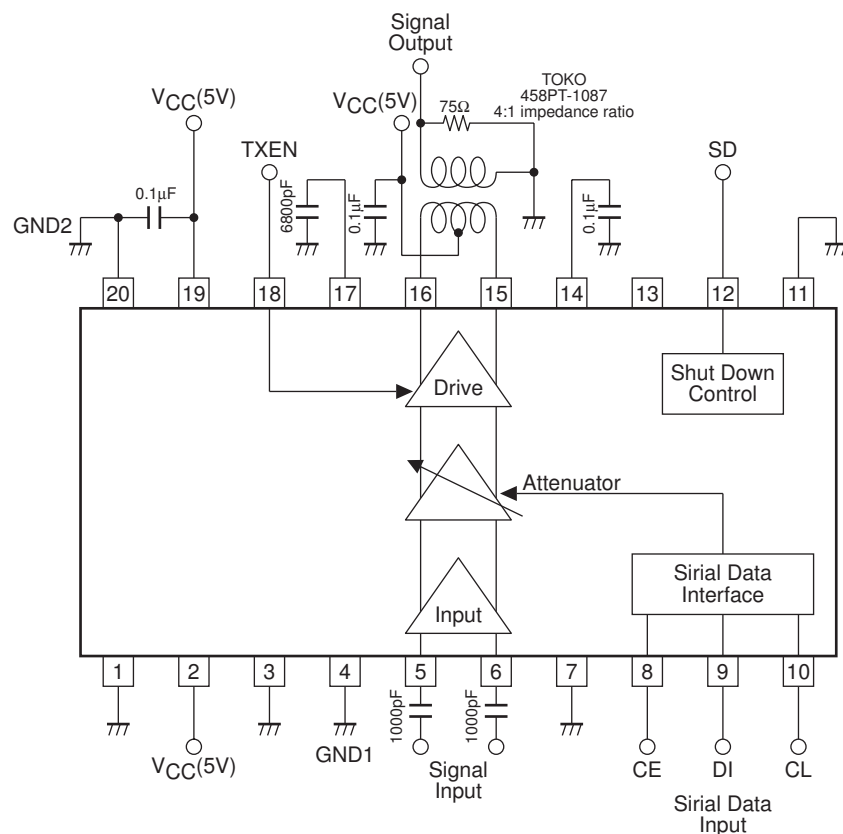 Signal
Output
VCC(5V)
VCC(5V)
75Ω
TOKO
458PT-1087
4:1 impedance ratio
TXEN
SD
0.1µF
6800pF
0.1µF
0.1µF
GND2
20
19
18
17
16
15
14
13
12
11
Drive
Shut Down
Control
Attenuator
Sirial Data
Interface
Input
1
2
3
4
5
6
7
8
9
10
1000pF
1000pF
VCC(5V)
GND1
Signal
Input
CE
DI
CL
Sirial Data
Input